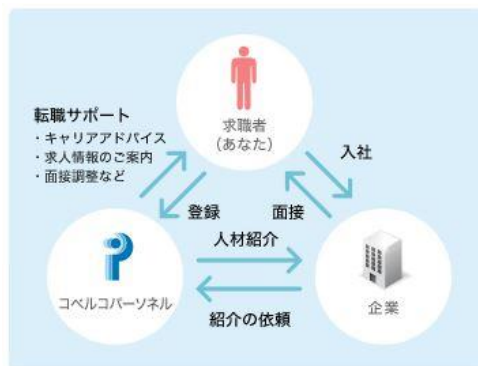 求職者
(あなた)
転職サポート
・キャリアアドバイス
・求人情報のご案内
・面接調整など
入社
登録
面接
人材紹介
コベルコパーソネル
企業
紹介の依頼